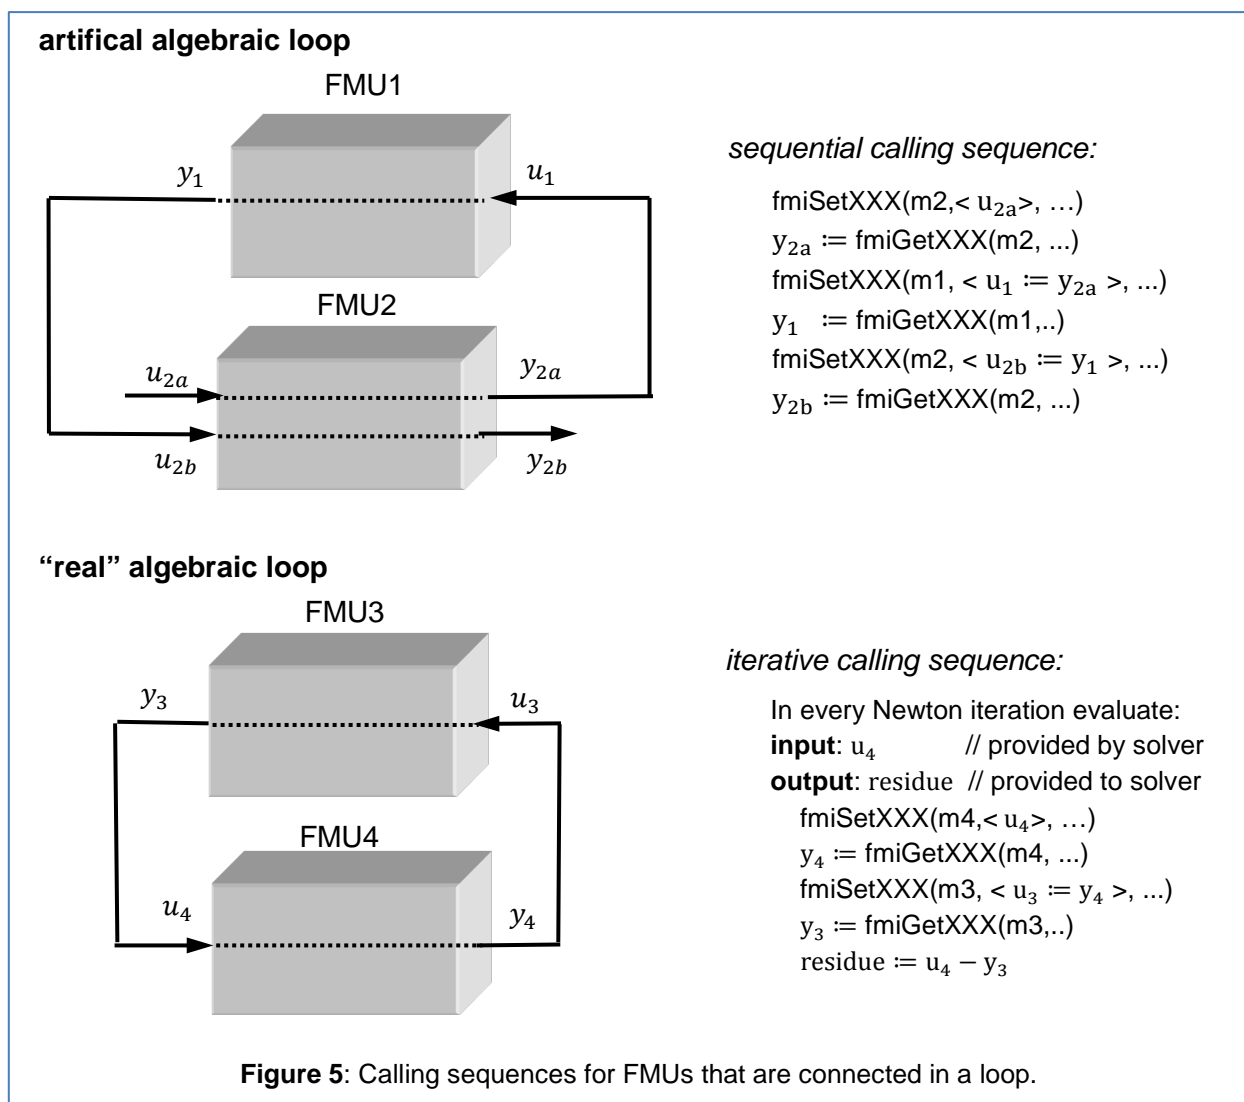 artifical algebraic loop
FMU1
y₁
u₁
FMU2
u₂ₐ
y₂ₐ
u₂b
y₂b
sequential calling sequence:
fmiSetXXX(m2,< u₂ₐ>, …)
y₂ₐ ≔ fmiGetXXX(m2, ...)
fmiSetXXX(m1, < u₁ ≔ y₂ₐ >, ...)
y₁ ≔ fmiGetXXX(m1,..)
fmiSetXXX(m2, < u₂b ≔ y₁ >, ...)
y₂b ≔ fmiGetXXX(m2, ...)
“real” algebraic loop
FMU3
y₃
u₃
FMU4
u₄
y₄
iterative calling sequence:
In every Newton iteration evaluate:
input: u₄ // provided by solver
output: residue // provided to solver
fmiSetXXX(m4,< u₄>, …)
y₄ ≔ fmiGetXXX(m4, ...)
fmiSetXXX(m3, < u₃ ≔ y₄ >, ...)
y₃ ≔ fmiGetXXX(m3,..)
residue ≔ u₄ − y₃
Figure 5: Calling sequences for FMUs that are connected in a loop.